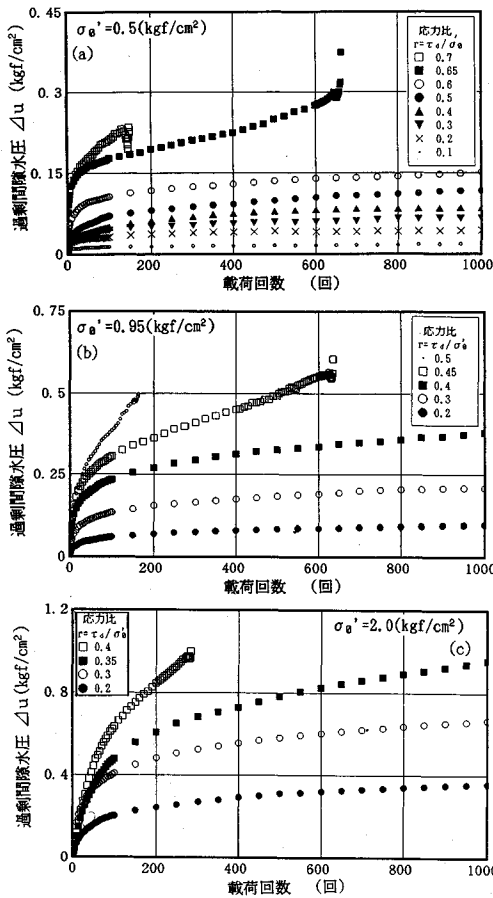 σ₀'=0.5(kgf/cm²)
(a)
応力比
r=τd/σ₀'
0.7
0.65
0.6
0.5
0.4
0.3
0.2
0.1
0.45
0.3
0.15
0
過剰間隙水圧 ⊿u (kgf/cm²)
0 200 400 600 800 1000
載荷回数 (回)
σ₀'=0.95(kgf/cm²)
(b)
応力比
r=τd/σ₀'
0.5
0.45
0.4
0.3
0.2
0.75
0.5
0.25
0
過剰間隙水圧 ⊿u (kgf/cm²)
0 200 400 600 800 1000
載荷回数 (回)
σ₀'=2.0(kgf/cm²)
(c)
応力比
r=τd/σ₀'
0.4
0.35
0.3
0.2
1.2
0.8
0.4
0
過剰間隙水圧 ⊿u (kgf/cm²)
0 200 400 600 800 1000
載荷回数 (回)